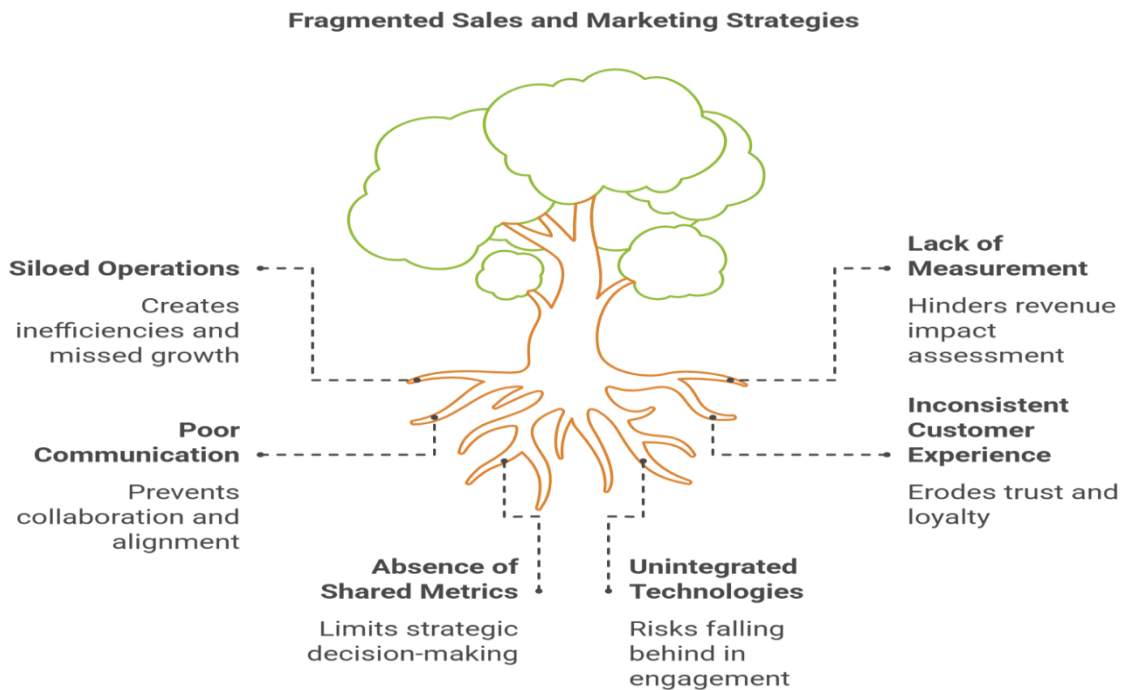 Fragmented Sales and Marketing Strategies
Siloed Operations
Creates
inefficiencies and
missed growth
Poor
Communication
Prevents
collaboration and
alignment
Absence of
Shared Metrics
Limits strategic
decision-making
Unintegrated
Technologies
Risks falling
behind in
engagement
Lack of
Measurement
Hinders revenue
impact
assessment
Inconsistent
Customer
Experience
Erodes trust and
loyalty